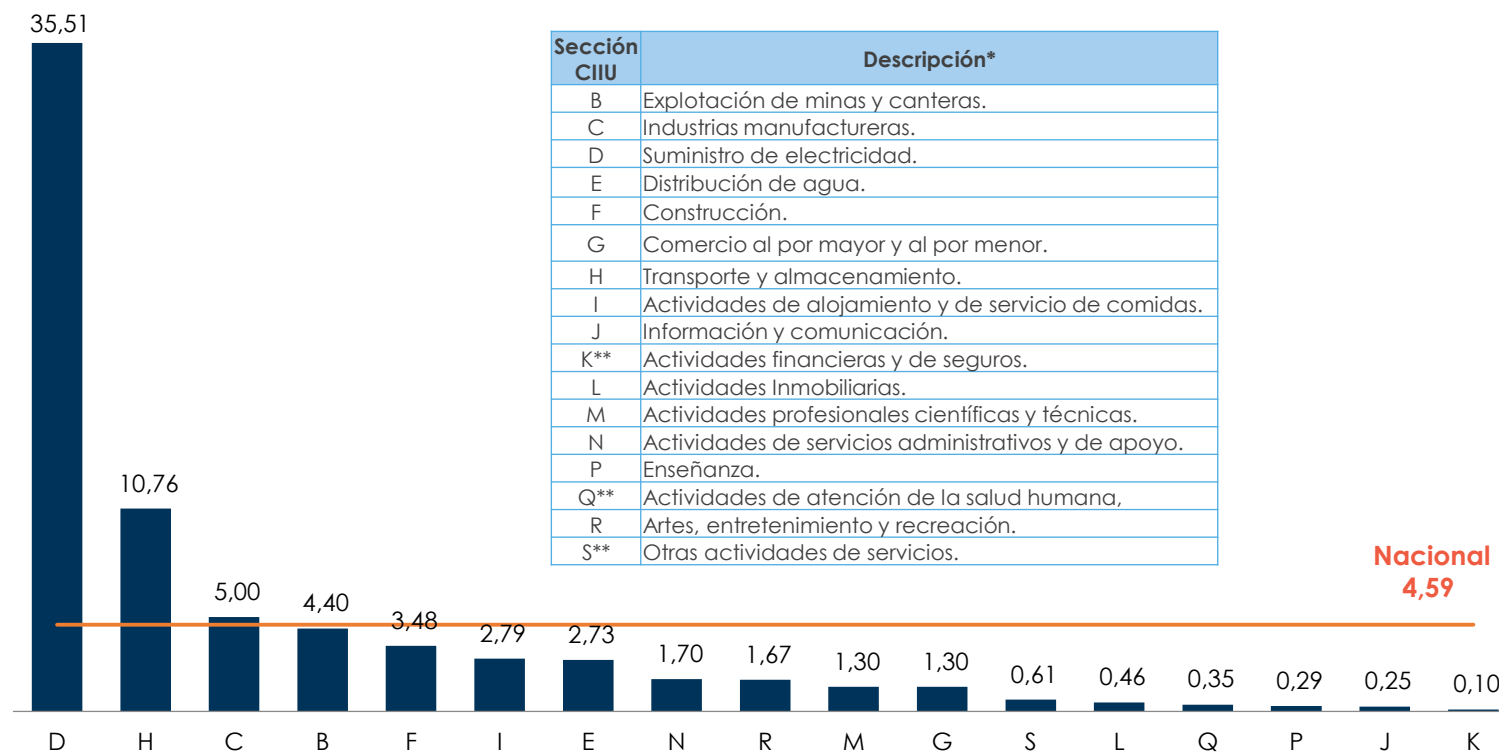 35,51
Sección CIIU Descripción*
B Explotación de minas y canteras.
C Industrias manufactureras.
D Suministro de electricidad.
E Distribución de agua.
F Construcción.
G Comercio al por mayor y al por menor.
H Transporte y almacenamiento.
I Actividades de alojamiento y de servicio de comidas.
J Información y comunicación.
K** Actividades financieras y de seguros.
L Actividades Inmobiliarias.
M Actividades profesionales científicas y técnicas.
N Actividades de servicios administrativos y de apoyo.
P Enseñanza.
Q** Actividades de atención de la salud humana,
R Artes, entretenimiento y recreación.
S** Otras actividades de servicios.
Nacional
4,59
10,76 5,00 4,40 3,48 2,79 2,73 1,70 1,67 1,30 1,30 0,61 0,46 0,35 0,29 0,25 0,10
D H C B F I E N R M G S L Q P J K